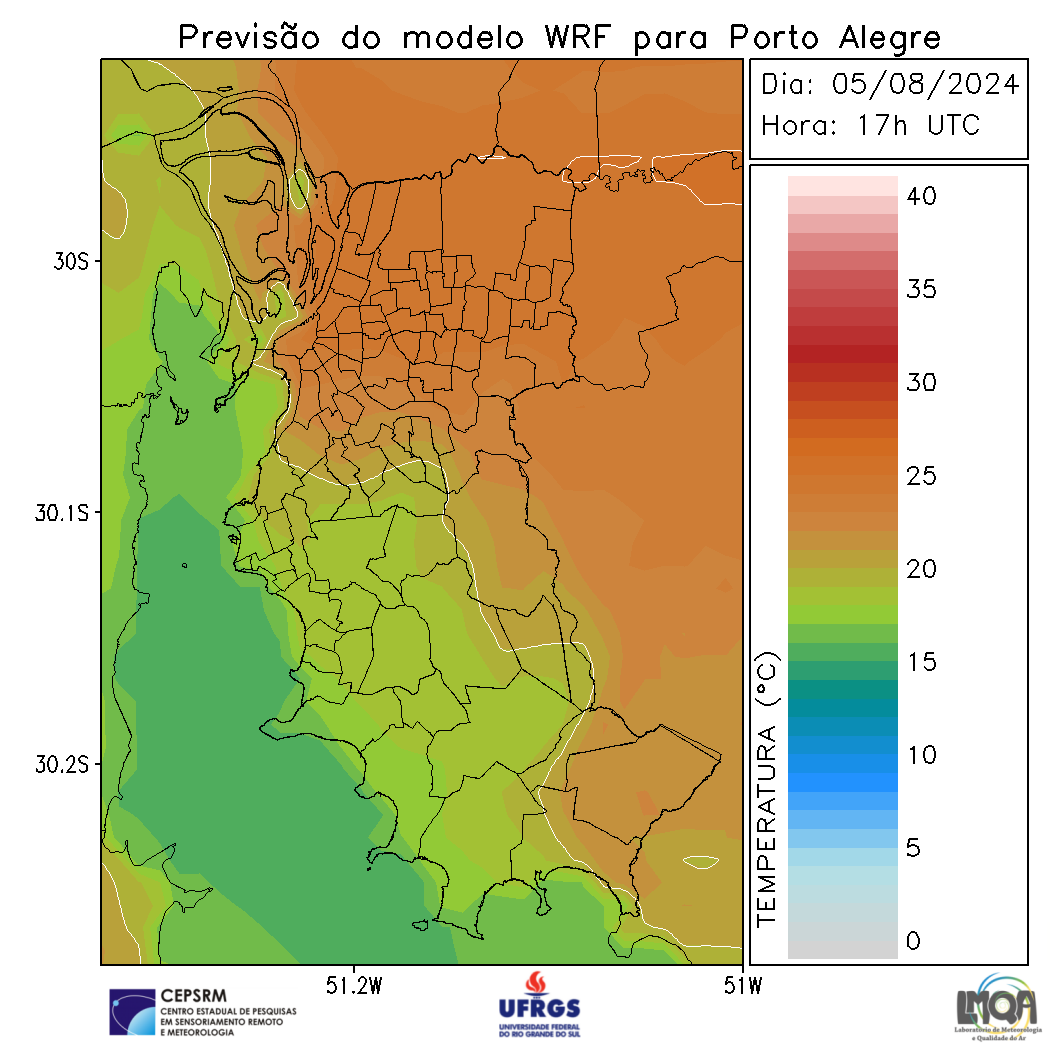 Previsão do modelo WRF para Porto Alegre
Dia: 05/08/2024
Hora: 17h UTC
40
35
30
25
20
15
10
5
0
TEMPERATURA (°C)
30S
30.1S
30.2S
51.2W
51W
CEPSRM
CENTRO ESTADUAL DE PESQUISAS
EM SENSORIAMENTO REMOTO
E METEOROLOGIA
UFRGS
UNIVERSIDADE FEDERAL
DO RIO GRANDE DO SUL
LMQA
Laboratório de Meteorologia
e Qualidade do Ar